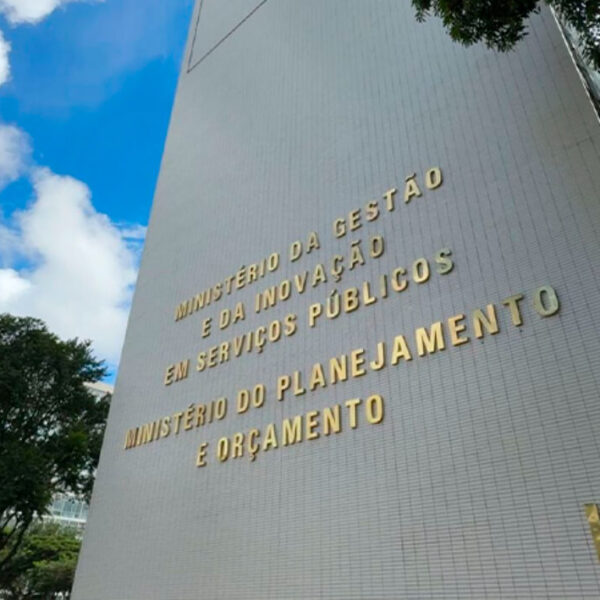 MINISTÉRIO DA GESTÃO
E DA INOVAÇÃO
EM SERVIÇOS PÚBLICOS
MINISTÉRIO DO PLANEJAMENTO
E ORÇAMENTO